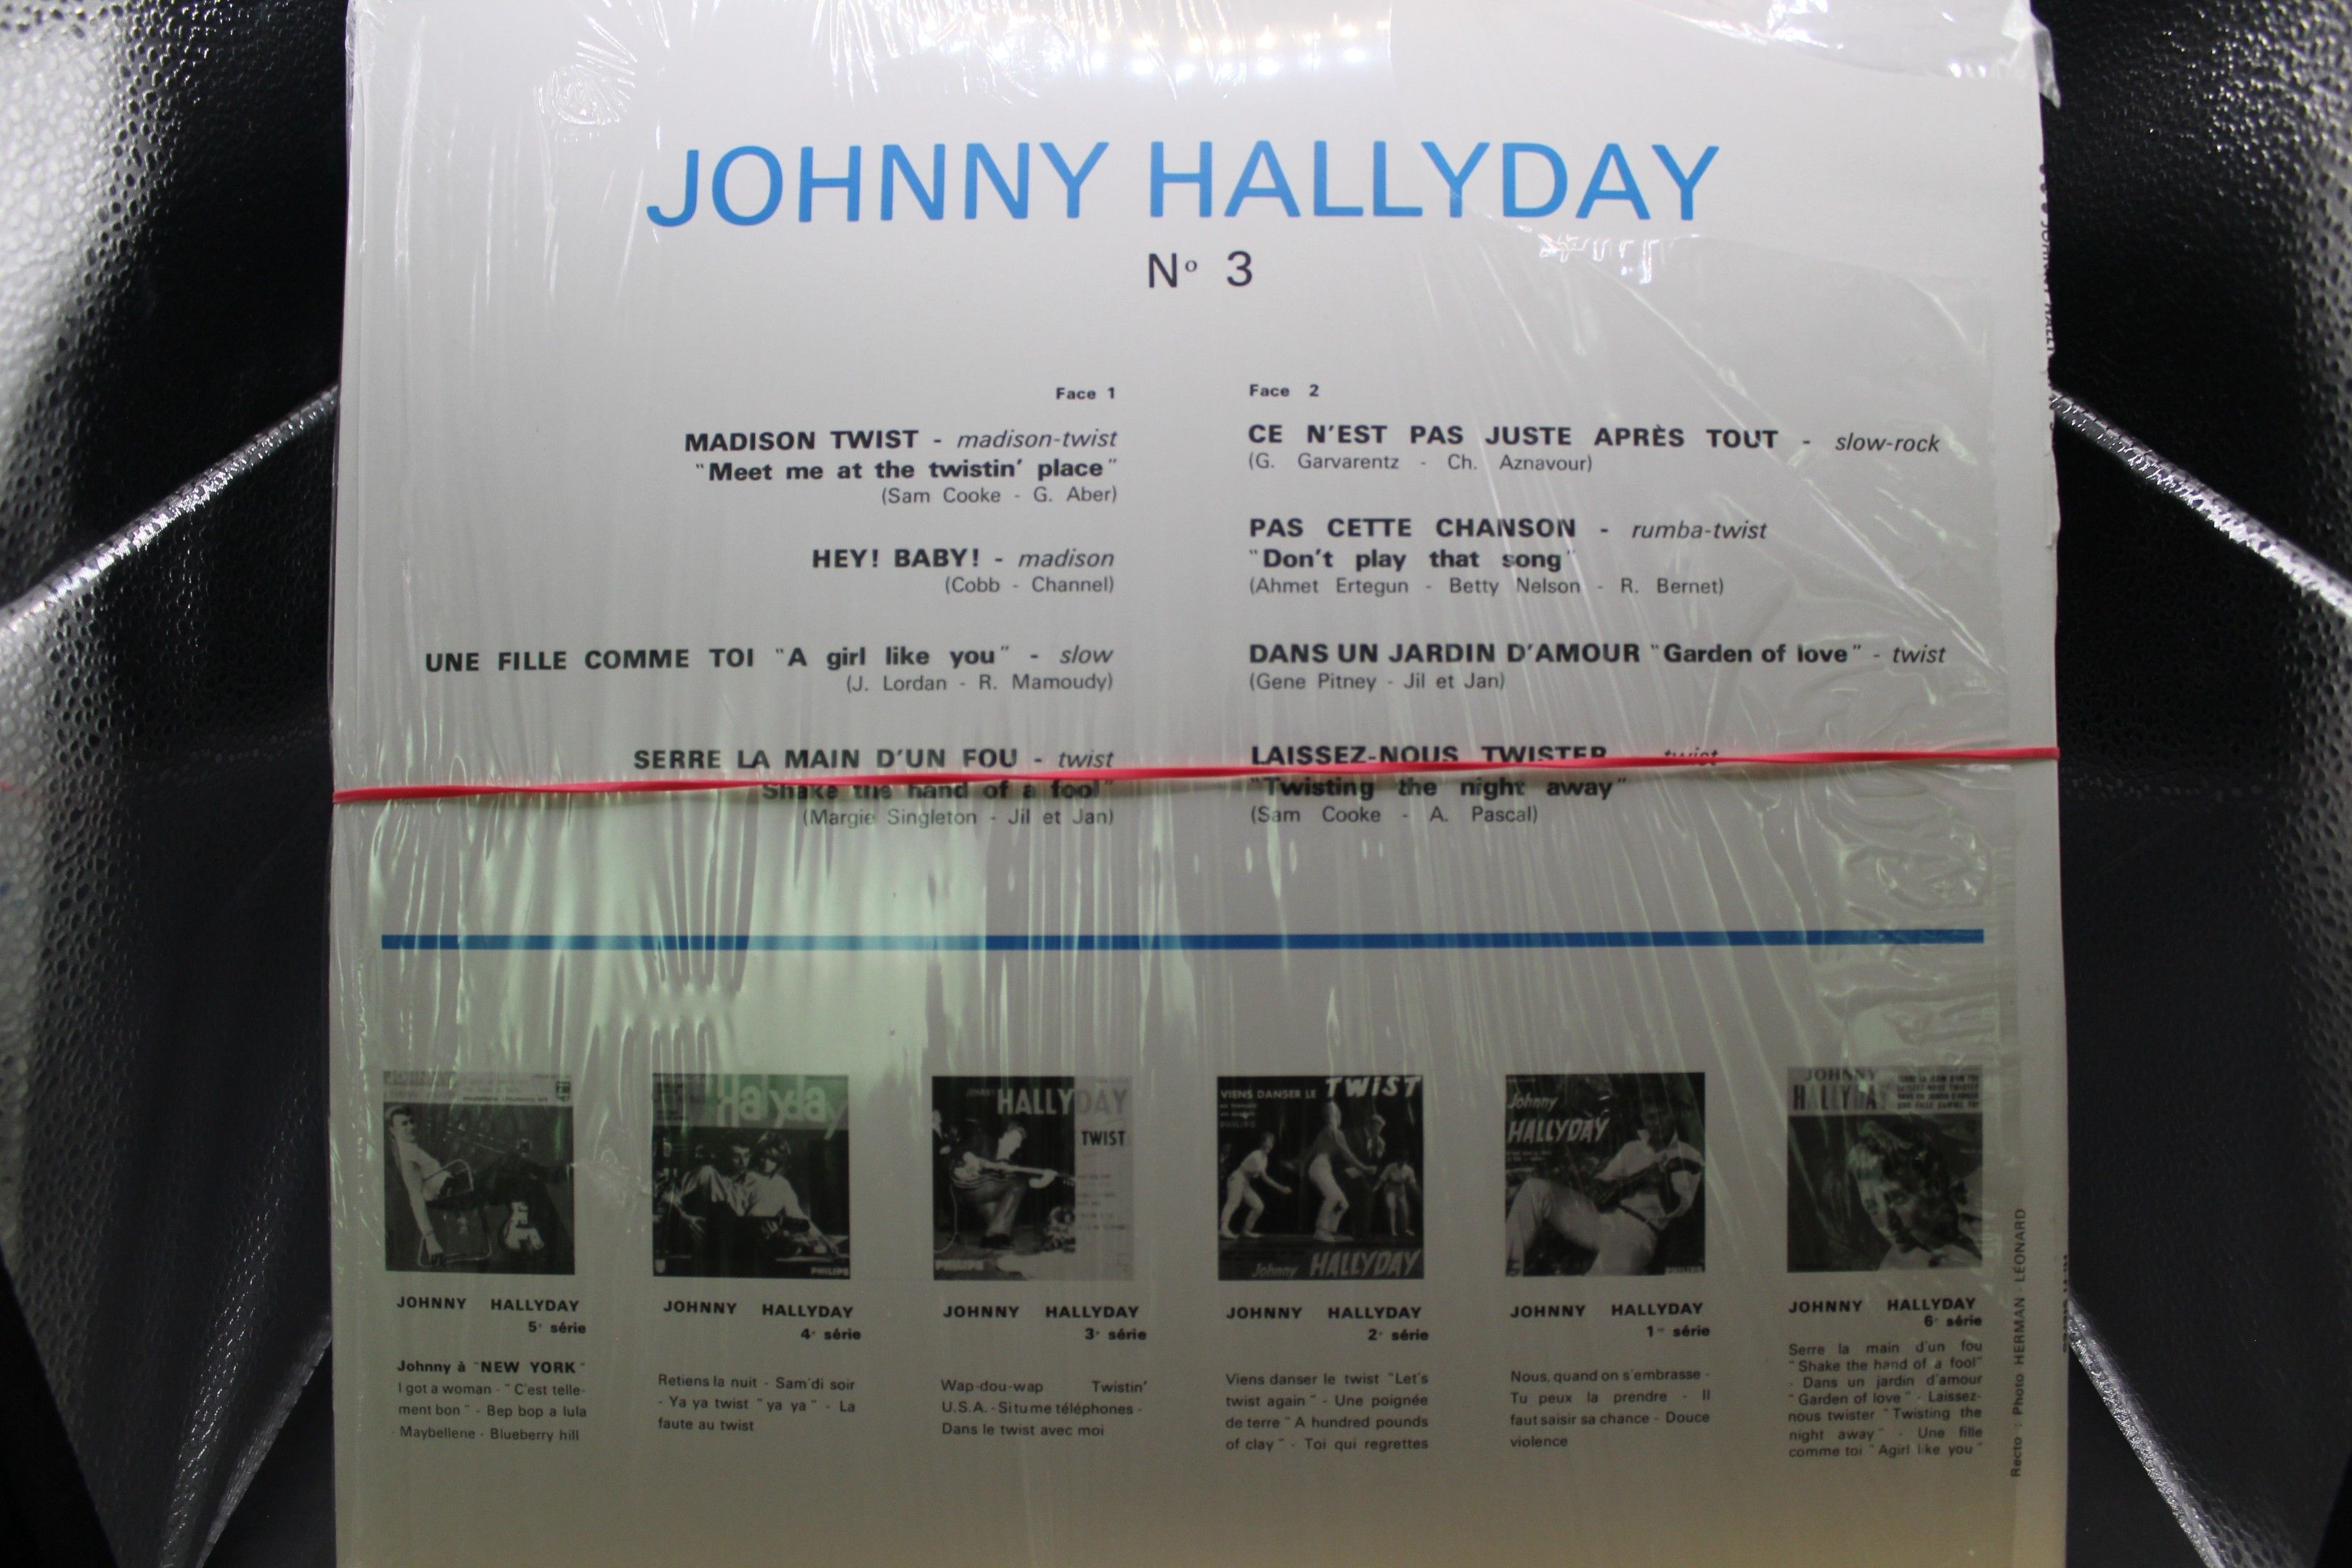 JOHNNY HALLYDAY
Nº 3
Face 1
MADISON TWIST - madison-twist
"Meet me at the twistin' place"
(Sam Cooke - G. Aber)
HEY! BABY! - madison
(Cobb - Channel)
UNE FILLE COMME TOI "A girl like you" - slow
(J. Lordan - R. Mamoudy)
SERRE LA MAIN D'UN FOU - twist
"Shake the hand of a fool"
(Margie Singleton - Jil et Jan)
Face 2
CE N'EST PAS JUSTE APRÈS TOUT - slow-rock
(G. Garvarentz - Ch. Aznavour)
PAS CETTE CHANSON - rumba-twist
"Don't play that song"
(Ahmet Ertegun - Betty Nelson - R. Bernet)
DANS UN JARDIN D'AMOUR "Garden of love" - twist
(Gene Pitney - Jil et Jan)
LAISSEZ-NOUS TWISTER - twist
"Twisting the night away"
(Sam Cooke - A. Pascal)
JOHNNY HALLYDAY
5e série
Johnny à "NEW YORK"
I got a woman - "C'est telle-
ment bon" - Bep bop a lula
- Maybellene - Blueberry hill
Hallyday
PHILIPS
JOHNNY HALLYDAY
4e série
Retiens la nuit - Sam'di soir
- Ya ya twist "ya ya" - La
faute au twist
JOHNNY
HALLYDAY
TWIST
PHILIPS
JOHNNY HALLYDAY
3e série
Wap-dou-wap Twistin'
U.S.A. - Si tu me téléphones -
Dans le twist avec moi
VIENS DANSER LE TWIST
PHILIPS
Johnny HALLYDAY
JOHNNY HALLYDAY
2e série
Viens danser le twist "Let's
twist again" - Une poignée
de terre "A hundred pounds
of clay" - Toi qui regrettes
Johnny
HALLYDAY
PHILIPS
JOHNNY HALLYDAY
1re série
Nous, quand on s'embrasse -
Tu peux la prendre - Il
faut saisir sa chance - Douce
violence
JOHNNY
HALLYDAY
JOHNNY HALLYDAY
6e série
Serre la main d'un fou
"Shake the hand of a fool"
- Dans un jardin d'amour
"Garden of love" - Laissez-
nous twister "Twisting the
night away" - Une fille
comme toi "A girl like you"
Recto : Photo HERMAN - LÉONARD